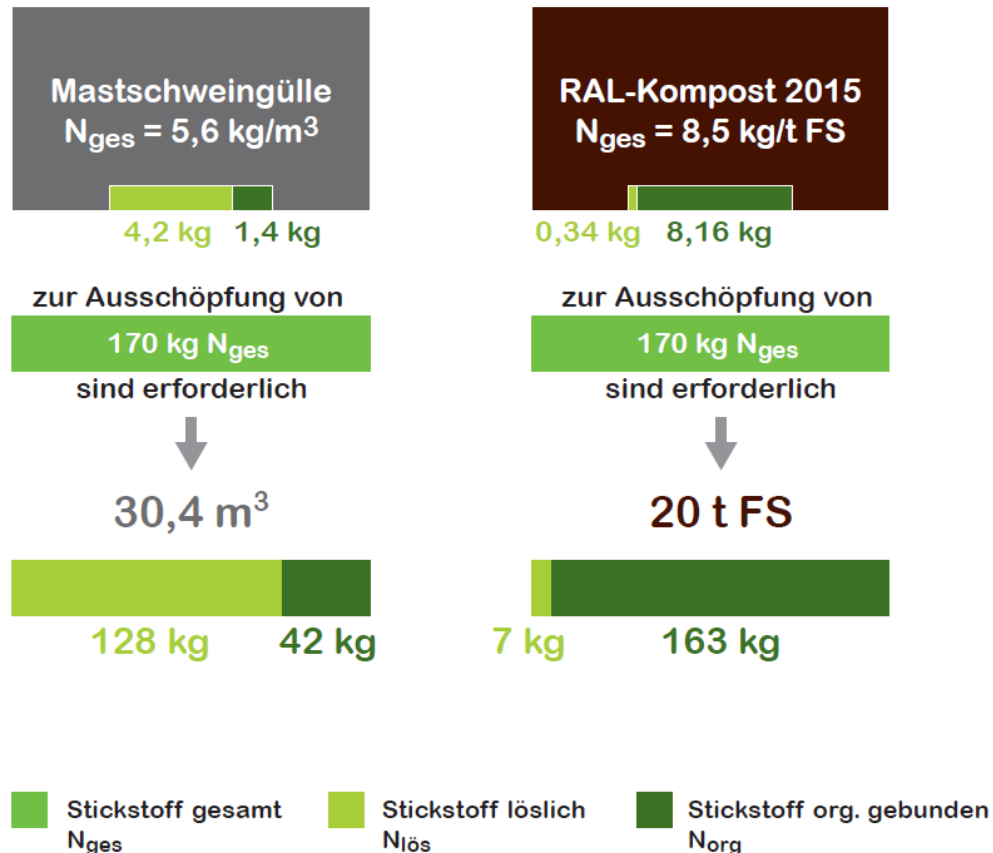 Mastschweingülle
Nges = 5,6 kg/m³
4,2 kg 1,4 kg
zur Ausschöpfung von
170 kg Nges
sind erforderlich
30,4 m³
128 kg 42 kg
RAL-Kompost 2015
Nges = 8,5 kg/t FS
0,34 kg 8,16 kg
zur Ausschöpfung von
170 kg Nges
sind erforderlich
20 t FS
7 kg 163 kg
Stickstoff gesamt
Nges
Stickstoff löslich
Nlös
Stickstoff org. gebunden
Norg